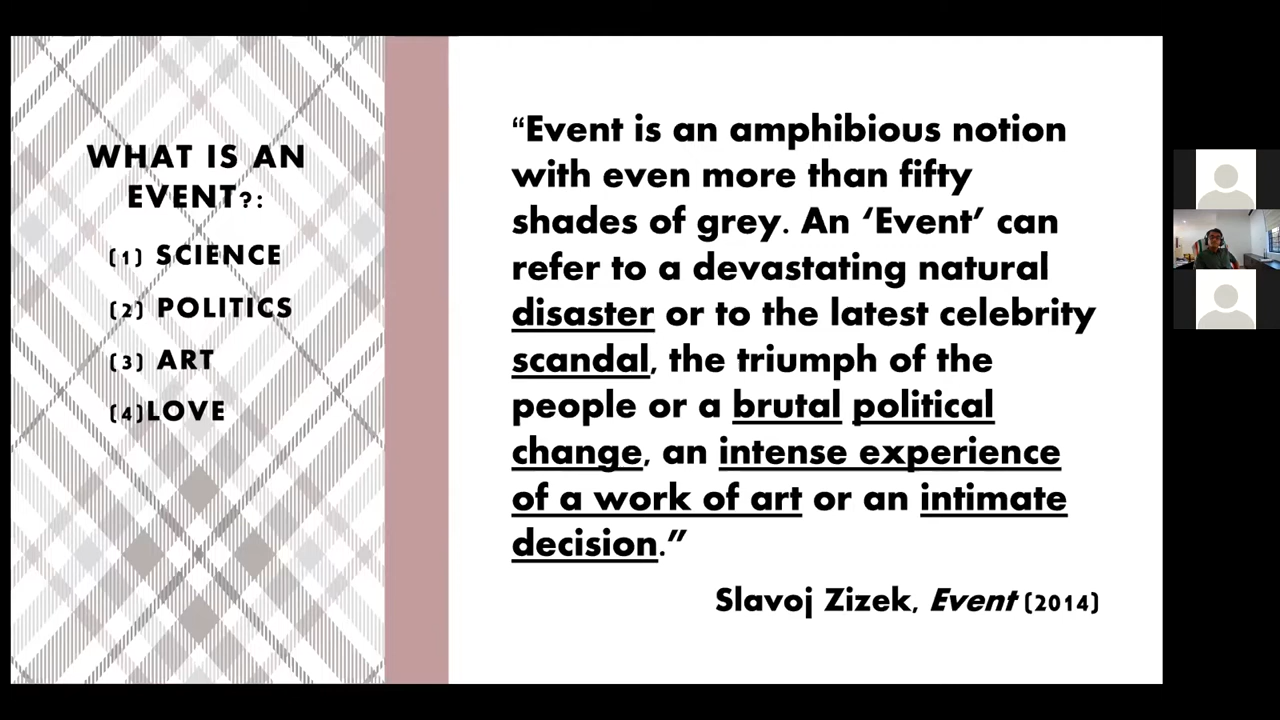 WHAT IS AN
EVENT?:
(1) SCIENCE
(2) POLITICS
(3) ART
(4)LOVE
“Event is an amphibious notion
with even more than fifty
shades of grey. An ‘Event’ can
refer to a devastating natural
disaster or to the latest celebrity
scandal, the triumph of the
people or a brutal political
change, an intense experience
of a work of art or an intimate
decision.”
Slavoj Zizek, Event (2014)